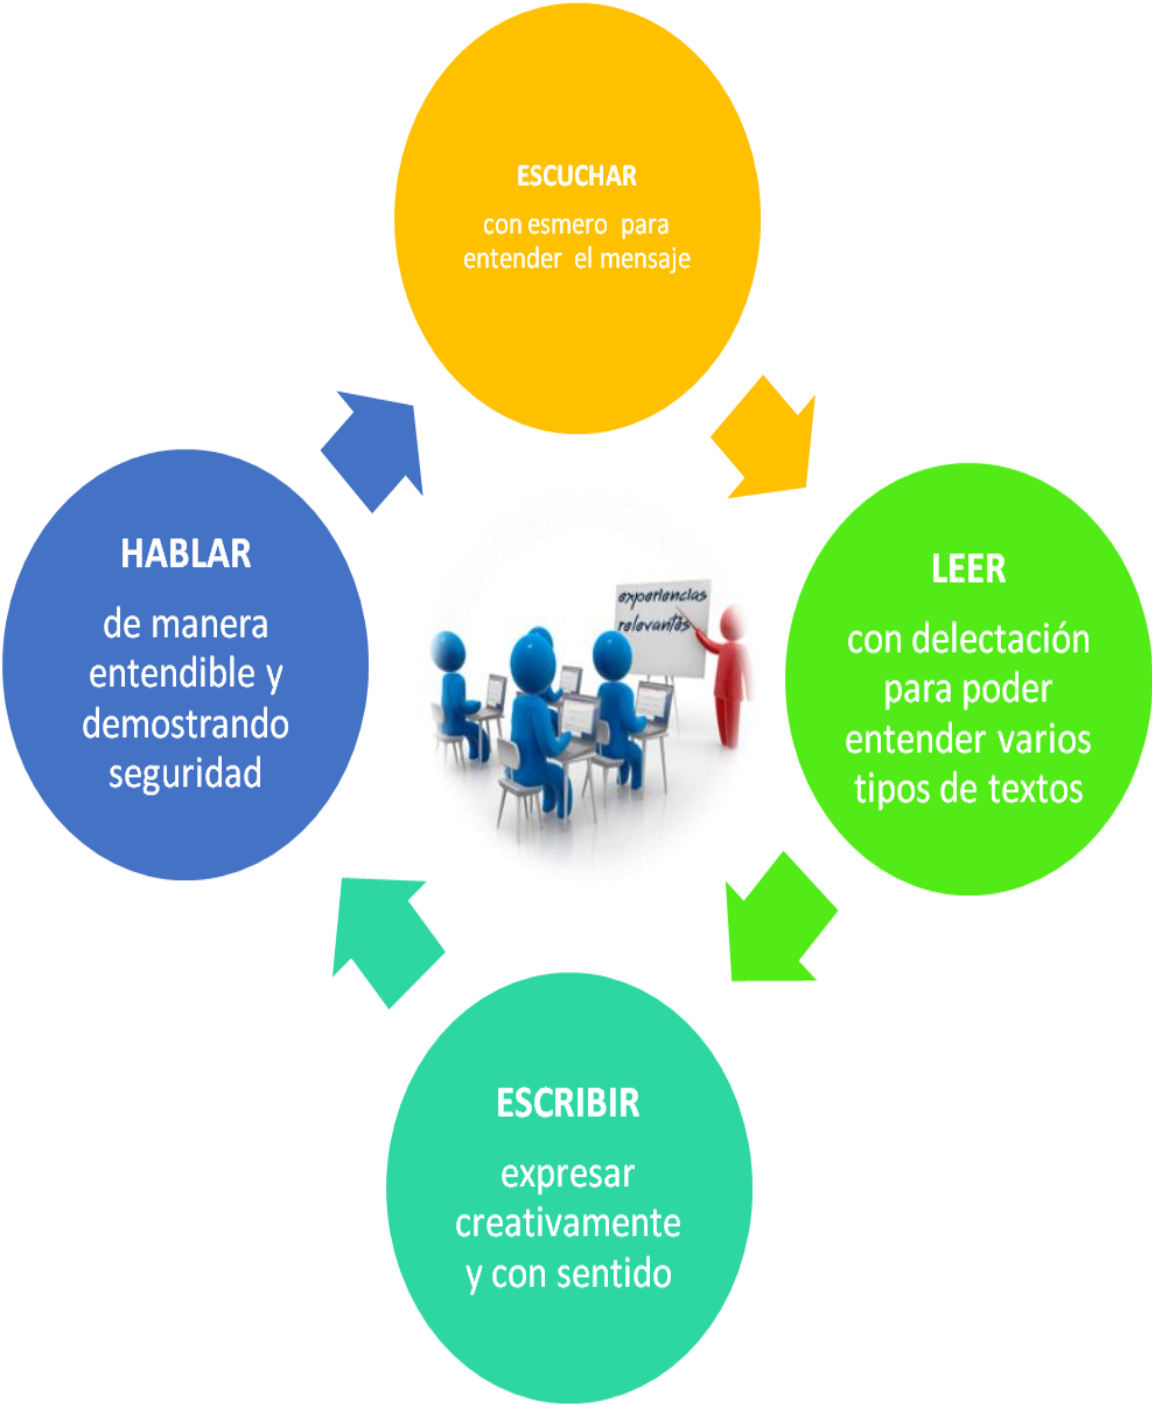 ESCUCHAR
con esmero para
entender el mensaje
HABLAR
de manera
entendible y
demostrando
seguridad
experiencias
relevantes
LEER
con delectación
para poder
entender varios
tipos de textos
ESCRIBIR
expresar
creativamente
y con sentido